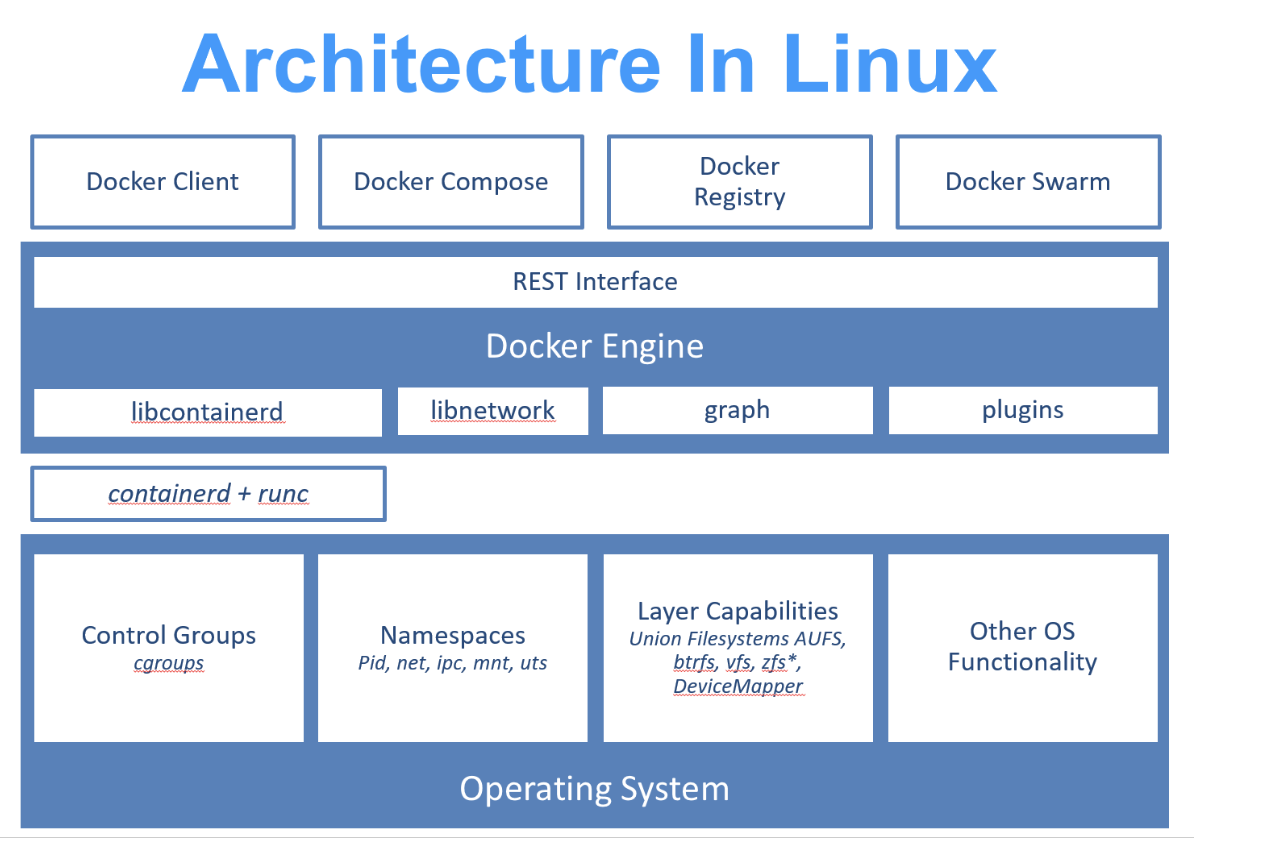 Architecture In Linux
Docker Client
Docker Compose
Docker
Registry
Docker Swarm
REST Interface
Docker Engine
libcontainerd
libnetwork
graph
plugins
containerd + runc
Control Groups
cgroups
Namespaces
Pid, net, ipc, mnt, uts
Layer Capabilities
Union Filesystems AUFS,
btrfs, vfs, zfs*,
DeviceMapper
Other OS
Functionality
Operating System